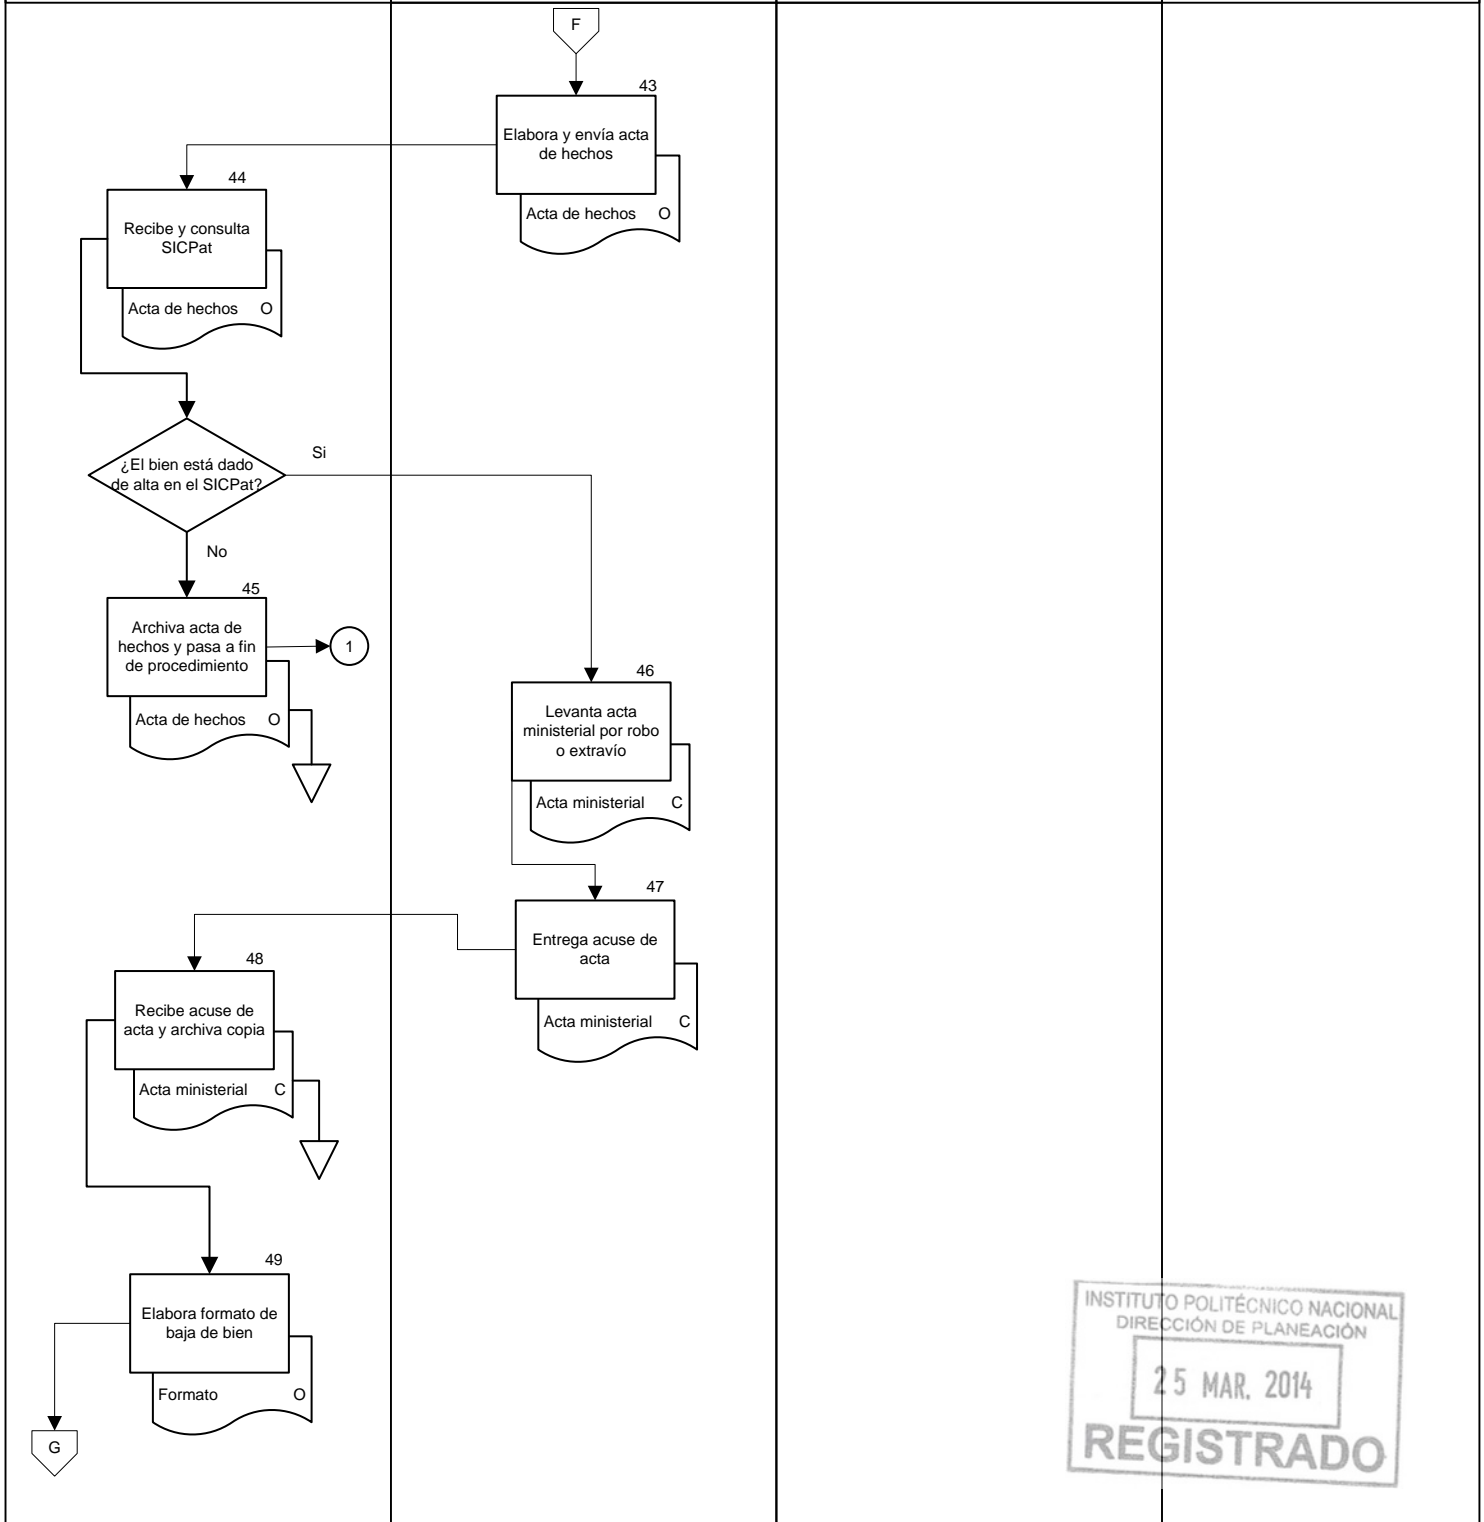 F
43
Elabora y envía acta
de hechos
Acta de hechos O
44
Recibe y consulta
SICPat
Acta de hechos O
¿El bien está dado
de alta en el SICPat?
Si
No
45
Archiva acta de
hechos y pasa a fin
de procedimiento
1
Acta de hechos O
46
Levanta acta
ministerial por robo
o extravío
Acta ministerial C
47
Entrega acuse de
acta
Acta ministerial C
48
Recibe acuse de
acta y archiva copia
Acta ministerial C
49
Elabora formato de
baja de bien
Formato O
G
INSTITUTO POLITÉCNICO NACIONAL
DIRECCIÓN DE PLANEACIÓN
25 MAR. 2014
REGISTRADO